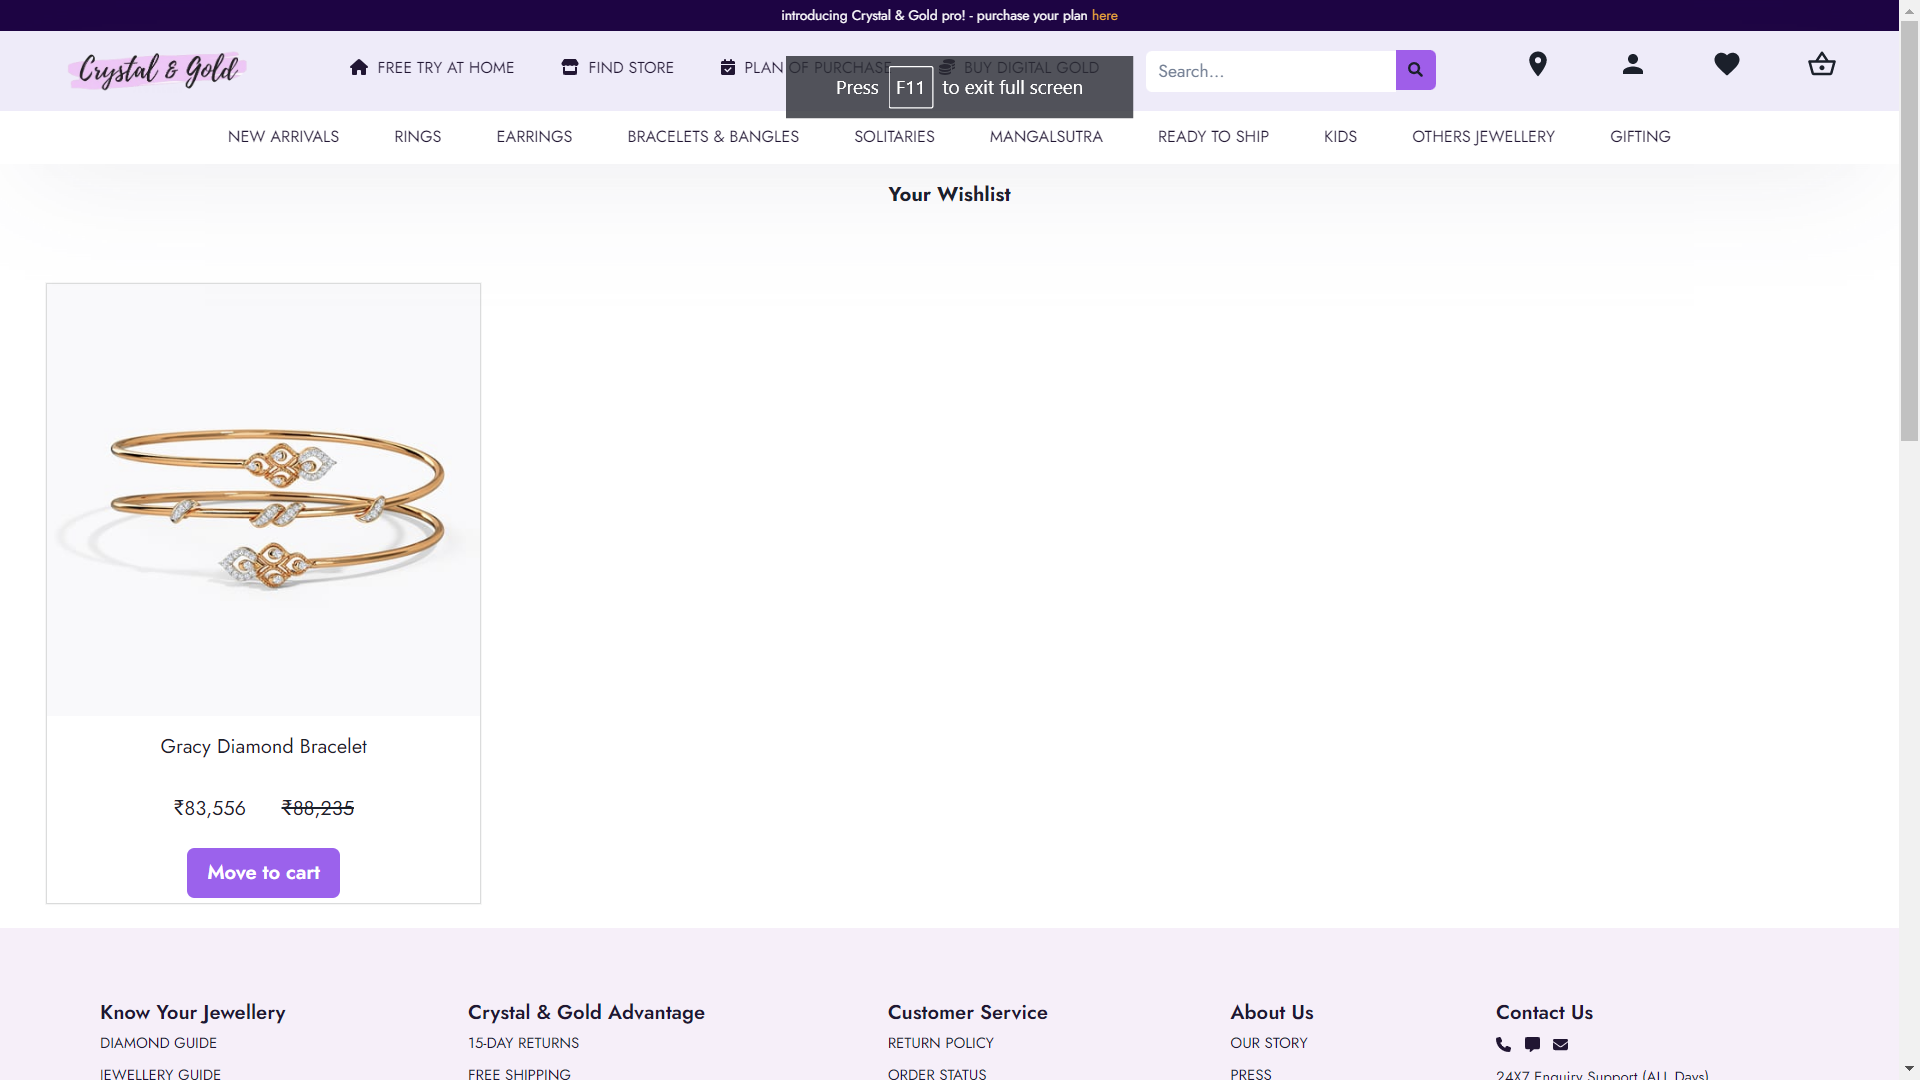 introducing Crystal & Gold pro! - purchase your plan here
Crystal & Gold
FREE TRY AT HOME
FIND STORE
PLAN OF PURCHASE
BUY DIGITAL GOLD
Search...
Press F11 to exit full screen
NEW ARRIVALS
RINGS
EARRINGS
BRACELETS & BANGLES
SOLITARIES
MANGALSUTRA
READY TO SHIP
KIDS
OTHERS JEWELLERY
GIFTING
Your Wishlist
Gracy Diamond Bracelet
₹83,556 ₹88,235
Move to cart
Know Your Jewellery
DIAMOND GUIDE
JEWELLERY GUIDE
Crystal & Gold Advantage
15-DAY RETURNS
FREE SHIPPING
Customer Service
RETURN POLICY
ORDER STATUS
About Us
OUR STORY
PRESS
Contact Us
24X7 Enquiry Support (ALL Days)